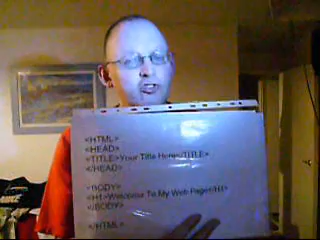 <HTML>
<HEAD>
<TITLE>Your Title Here</TITLE>
</HEAD>
<BODY>
<H1>Welcome To My Web Page</H1>
</BODY>
</HTML>